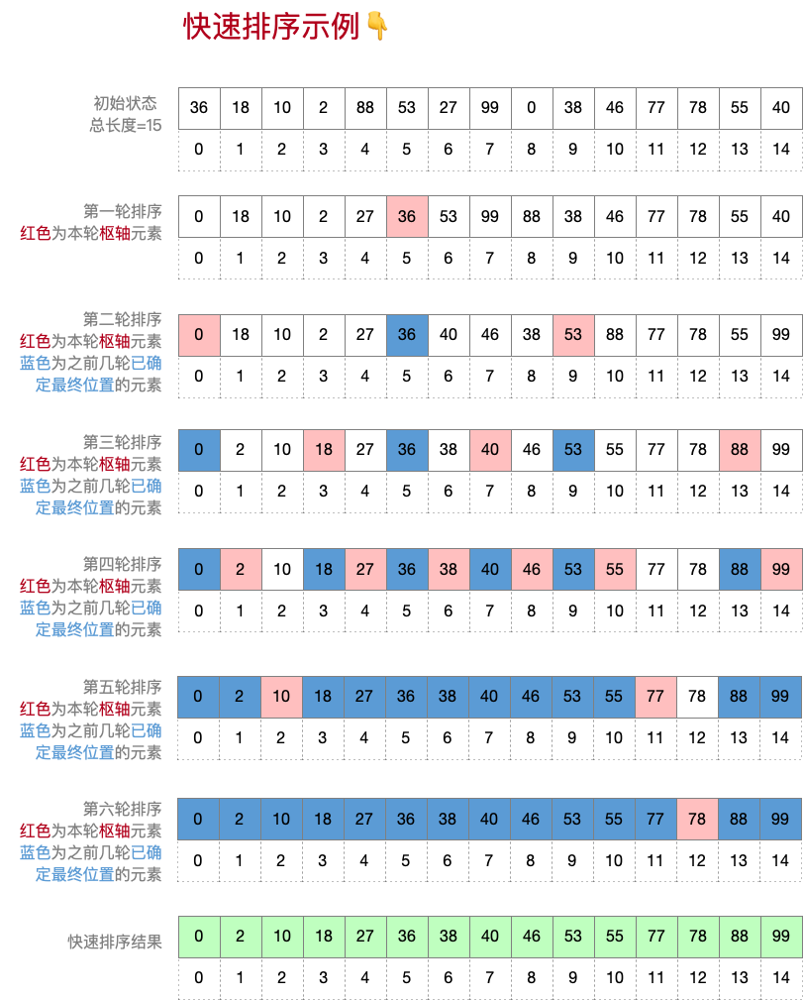 快速排序示例👇
初始状态
总长度=15
36 18 10 2 88 53 27 99 0 38 46 77 78 55 40
0 1 2 3 4 5 6 7 8 9 10 11 12 13 14
第一轮排序
红色为本轮枢轴元素
0 18 10 2 27 36 53 99 88 38 46 77 78 55 40
0 1 2 3 4 5 6 7 8 9 10 11 12 13 14
第二轮排序
红色为本轮枢轴元素
蓝色为之前几轮已确
定最终位置的元素
0 18 10 2 27 36 40 46 38 53 88 77 78 55 99
0 1 2 3 4 5 6 7 8 9 10 11 12 13 14
第三轮排序
红色为本轮枢轴元素
蓝色为之前几轮已确
定最终位置的元素
0 2 10 18 27 36 38 40 46 53 55 77 78 88 99
0 1 2 3 4 5 6 7 8 9 10 11 12 13 14
第四轮排序
红色为本轮枢轴元素
蓝色为之前几轮已确
定最终位置的元素
0 2 10 18 27 36 38 40 46 53 55 77 78 88 99
0 1 2 3 4 5 6 7 8 9 10 11 12 13 14
第五轮排序
红色为本轮枢轴元素
蓝色为之前几轮已确
定最终位置的元素
0 2 10 18 27 36 38 40 46 53 55 77 78 88 99
0 1 2 3 4 5 6 7 8 9 10 11 12 13 14
第六轮排序
红色为本轮枢轴元素
蓝色为之前几轮已确
定最终位置的元素
0 2 10 18 27 36 38 40 46 53 55 77 78 88 99
0 1 2 3 4 5 6 7 8 9 10 11 12 13 14
快速排序结果
0 2 10 18 27 36 38 40 46 53 55 77 78 88 99
0 1 2 3 4 5 6 7 8 9 10 11 12 13 14